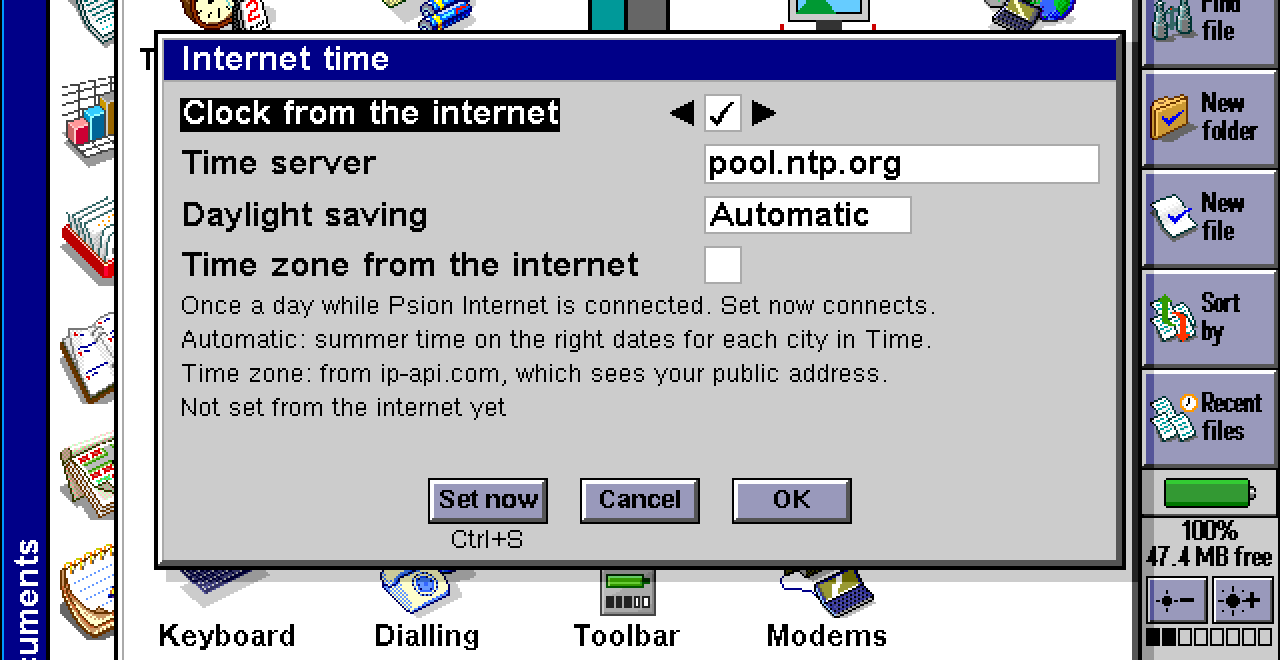 Internet time
Clock from the internet
Time server pool.ntp.org
Daylight saving Automatic
Time zone from the internet
Once a day while Psion Internet is connected. Set now connects.
Automatic: summer time on the right dates for each city in Time.
Time zone: from ip-api.com, which sees your public address.
Not set from the internet yet
Set now Cancel OK
Ctrl+S
Keyboard Dialling Toolbar Modems
Find
file
New
folder
New
file
Sort
by
Recent
files
100%
47.4 MB free